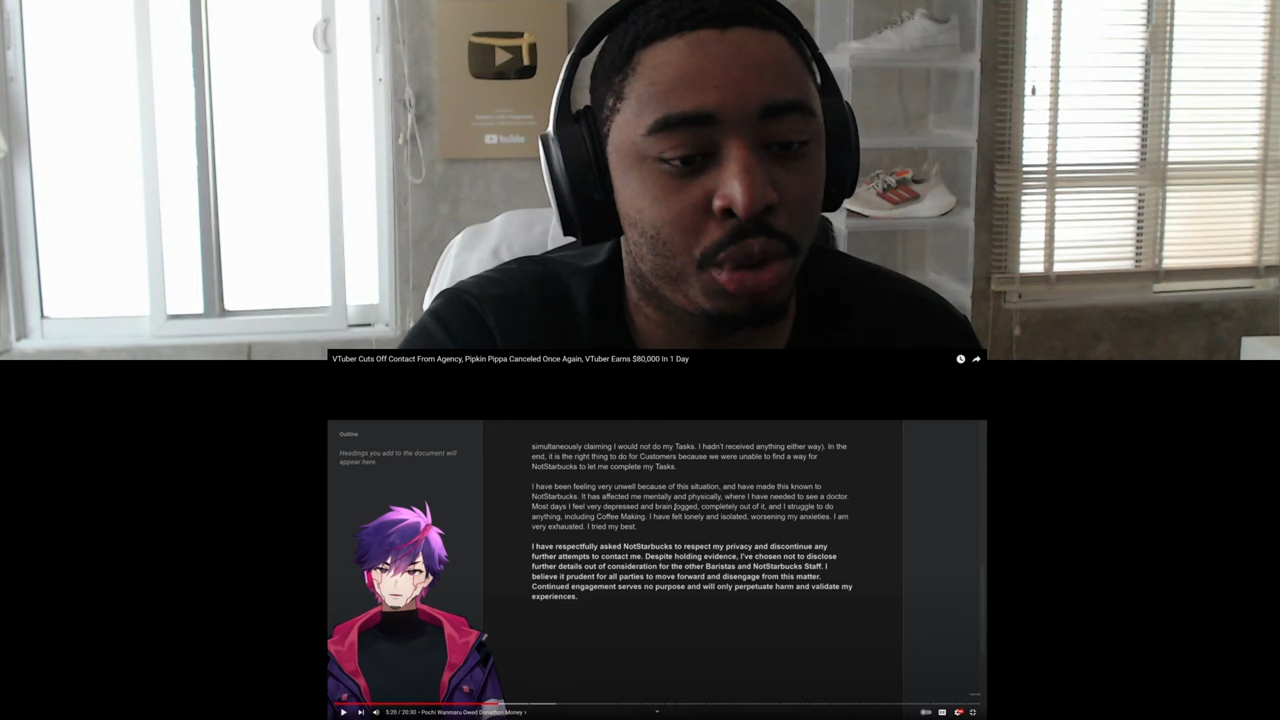 YouTube
VTuber Cuts Off Contact From Agency, Pipkin Pippa Canceled Once Again, VTuber Earns $80,000 In 1 Day
Outline
Headings you add to the document will
appear here.
simultaneously claiming I would not do my Tasks. I hadn't received anything either way). In the
end, it is the right thing to do for Customers because we were unable to find a way for
NotStarbucks to let me complete my Tasks.
I have been feeling very unwell because of this situation, and have made this known to
NotStarbucks. It has affected me mentally and physically, where I have needed to see a doctor.
Most days I feel very depressed and brain fogged, completely out of it, and I struggle to do
anything, including Coffee Making. I have felt lonely and isolated, worsening my anxieties. I am
very exhausted. I tried my best.
I have respectfully asked NotStarbucks to respect my privacy and discontinue any
further attempts to contact me. Despite holding evidence, I've chosen not to disclose
further details out of consideration for the other Baristas and NotStarbucks Staff. I
believe it prudent for all parties to move forward and disengage from this matter.
Continued engagement serves no purpose and will only perpetuate harm and validate my
experiences.
5:20 / 20:30 • Pochi Wanmaru Owed Donathon Money ›